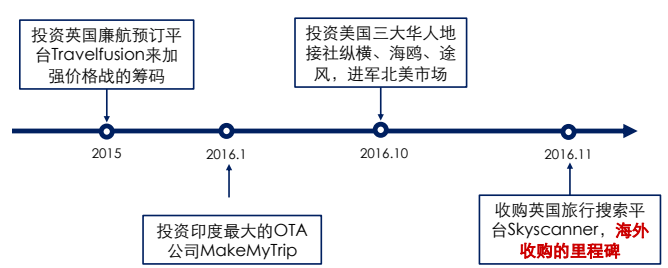 投资英国廉航预订平
台Travelfusion来加
强价格战的筹码
投资美国三大华人地
接社纵横、海鸥、途
风，进军北美市场
2015
2016.1
2016.10
2016.11
投资印度最大的OTA
公司MakeMyTrip
收购英国旅行搜索平
台Skyscanner，海外
收购的里程碑